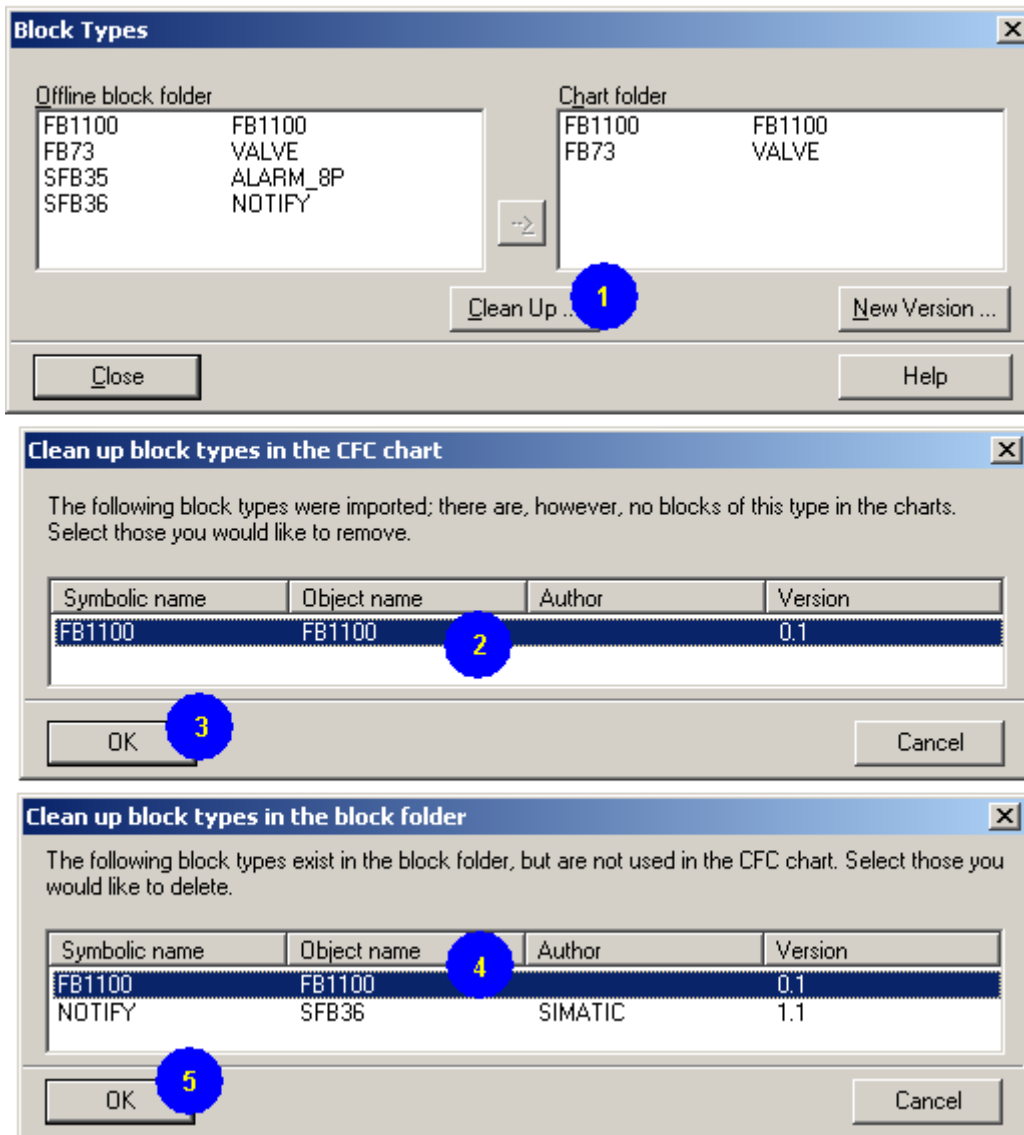 Block Types
Offline block folder Chart folder
FB1100 FB1100 FB1100 FB1100
FB73 VALVE FB73 VALVE
SFB35 ALARM_8P
SFB36 NOTIFY
-->
Clean Up ... 1 New Version ...
Close Help
Clean up block types in the CFC chart
The following block types were imported; there are, however, no blocks of this type in the charts.
Select those you would like to remove.
Symbolic name Object name Author Version
FB1100 FB1100 0.1
2
3
OK Cancel
Clean up block types in the block folder
The following block types exist in the block folder, but are not used in the CFC chart. Select those you
would like to delete.
Symbolic name Object name 4 Author Version
FB1100 FB1100 0.1
NOTIFY SFB36 SIMATIC 1.1
5
OK Cancel